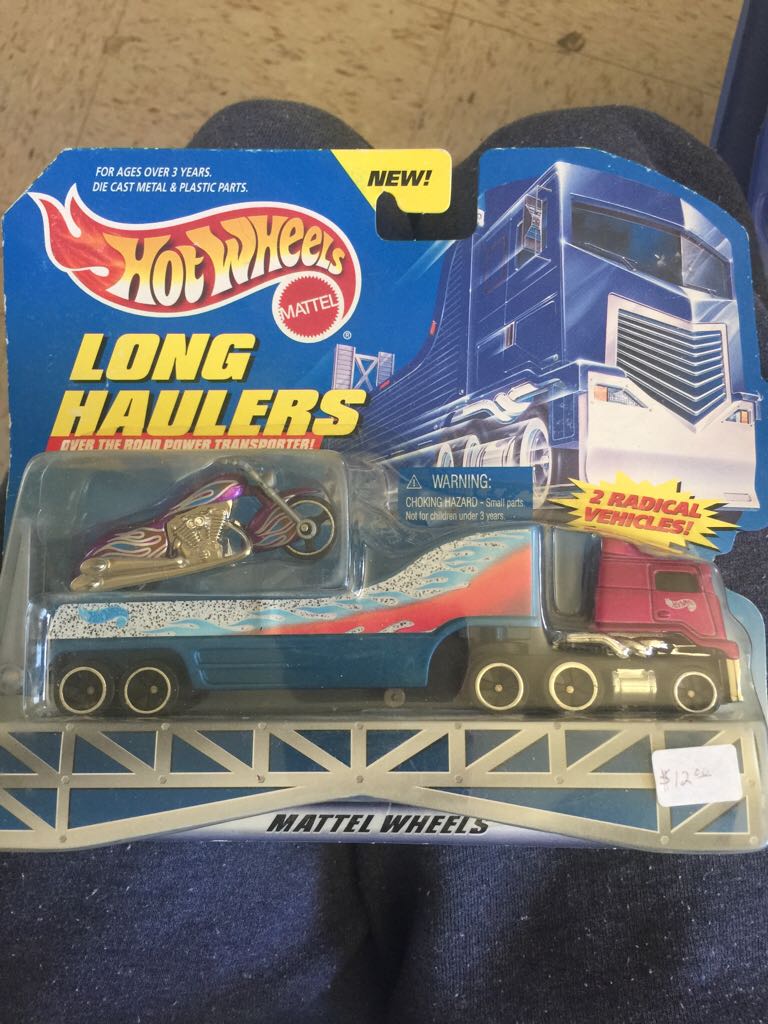 FOR AGES OVER 3 YEARS.
DIE CAST METAL & PLASTIC PARTS.
NEW!
Hot Wheels
MATTEL
®
LONG
HAULERS
OVER THE ROAD POWER TRANSPORTER!
⚠ WARNING:
CHOKING HAZARD - Small parts.
Not for children under 3 years.
2 RADICAL
VEHICLES!
$12.00
MATTEL WHEELS